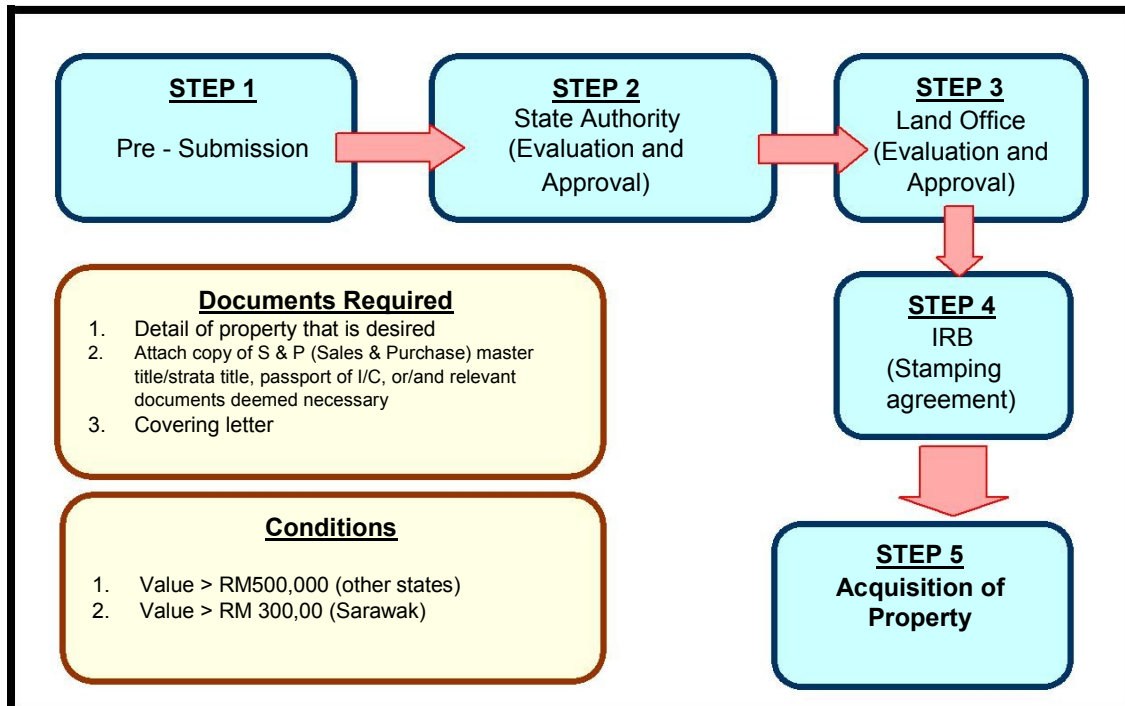 STEP 1
Pre - Submission
STEP 2
State Authority
(Evaluation and
Approval)
STEP 3
Land Office
(Evaluation and
Approval)
STEP 4
IRB
(Stamping
agreement)
STEP 5
Acquisition of
Property
Documents Required
1. Detail of property that is desired
2. Attach copy of S & P (Sales & Purchase) master
title/strata title, passport of I/C, or/and relevant
documents deemed necessary
3. Covering letter
Conditions
1. Value > RM500,000 (other states)
2. Value > RM 300,00 (Sarawak)